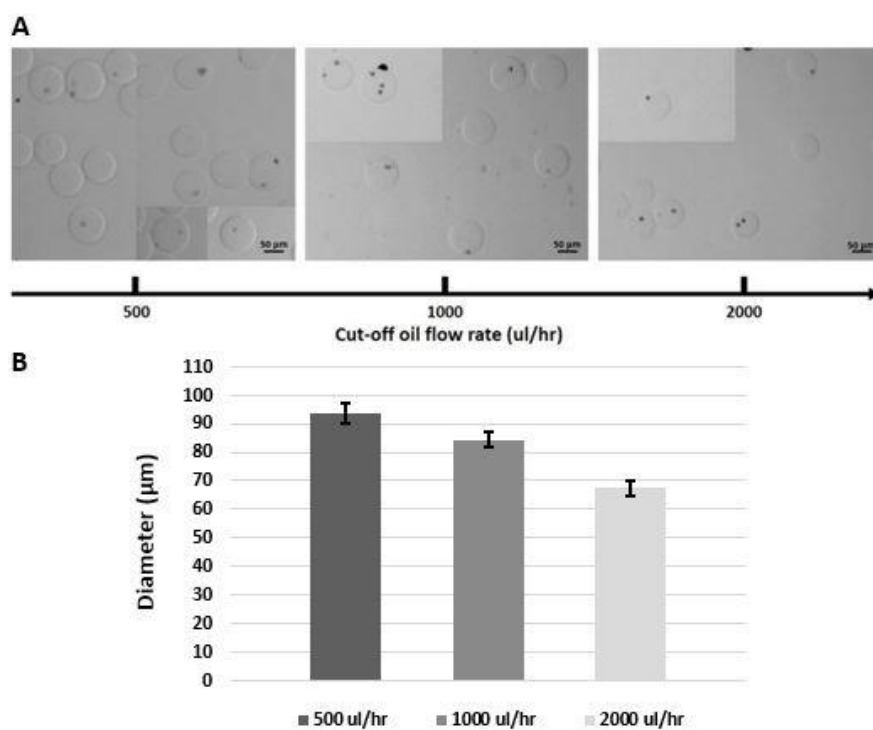 A
50 µm
50 µm
50 µm
500
1000
2000
Cut-off oil flow rate (ul/hr)
B
Diameter (µm)
110
100
90
80
70
60
50
40
30
20
10
0
500 ul/hr
1000 ul/hr
2000 ul/hr